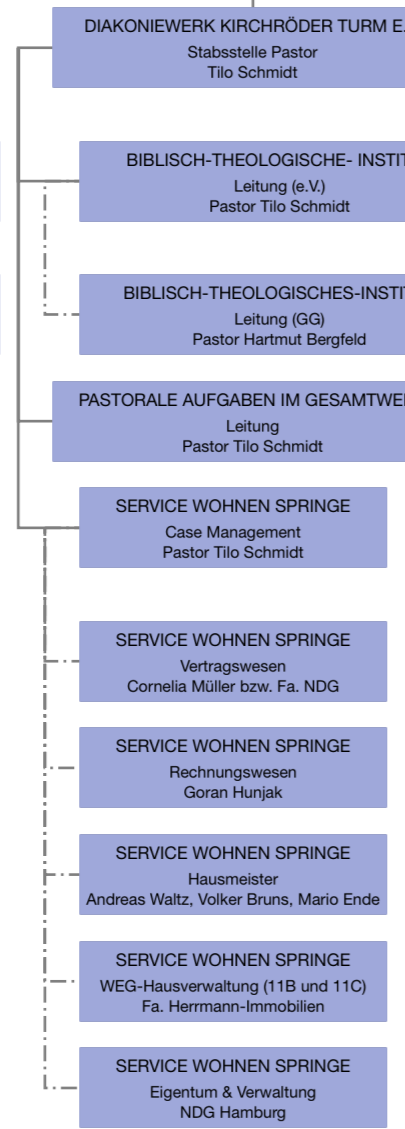 DIAKONIEWERK KIRCHRÖDER TURM E.
Stabsstelle Pastor
Tilo Schmidt
BIBLISCH-THEOLOGISCHE- INSTIT
Leitung (e.V.)
Pastor Tilo Schmidt
BIBLISCH-THEOLOGISCHES-INSTIT
Leitung (GG)
Pastor Hartmut Bergfeld
PASTORALE AUFGABEN IM GESAMTWE
Leitung
Pastor Tilo Schmidt
SERVICE WOHNEN SPRINGE
Case Management
Pastor Tilo Schmidt
SERVICE WOHNEN SPRINGE
Vertragswesen
Cornelia Müller bzw. Fa. NDG
SERVICE WOHNEN SPRINGE
Rechnungswesen
Goran Hunjak
SERVICE WOHNEN SPRINGE
Hausmeister
Andreas Waltz, Volker Bruns, Mario Ende
SERVICE WOHNEN SPRINGE
WEG-Hausverwaltung (11B und 11C)
Fa. Herrmann-Immobilien
SERVICE WOHNEN SPRINGE
Eigentum & Verwaltung
NDG Hamburg